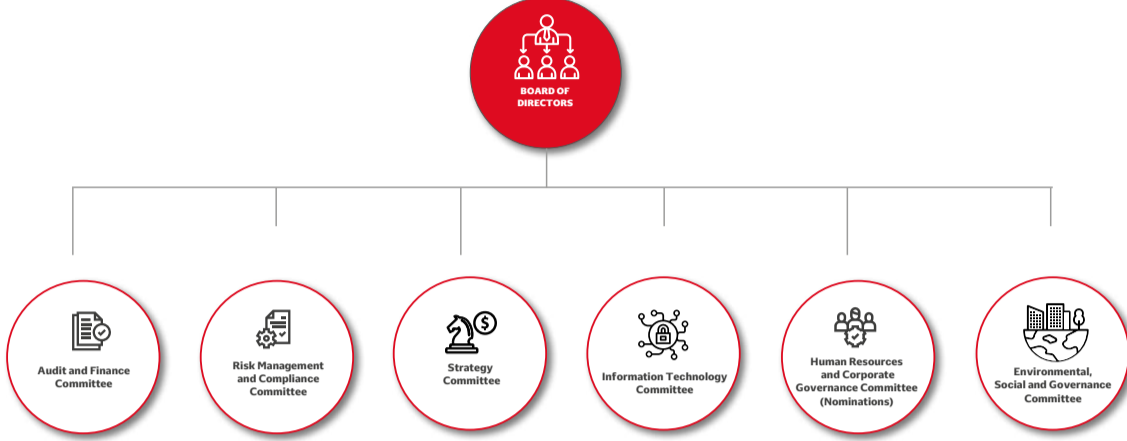 BOARD OF
DIRECTORS
$
Audit and Finance
Committee
Risk Management
and Compliance
Committee
Strategy
Committee
Information Technology
Committee
Human Resources
and Corporate
Governance Committee
(Nominations)
Environmental,
Social and Governance
Committee